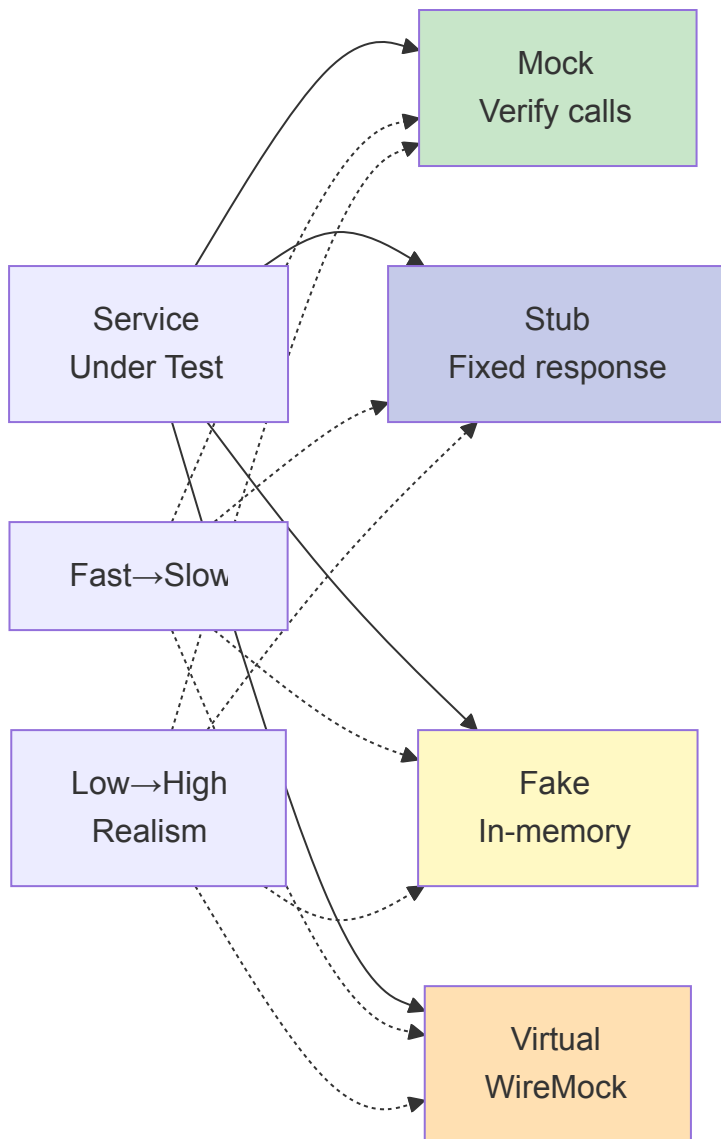 Mock
Verify calls
Service
Under Test
Stub
Fixed response
Fast→Slow
Low→High
Realism
Fake
In-memory
Virtual
WireMock